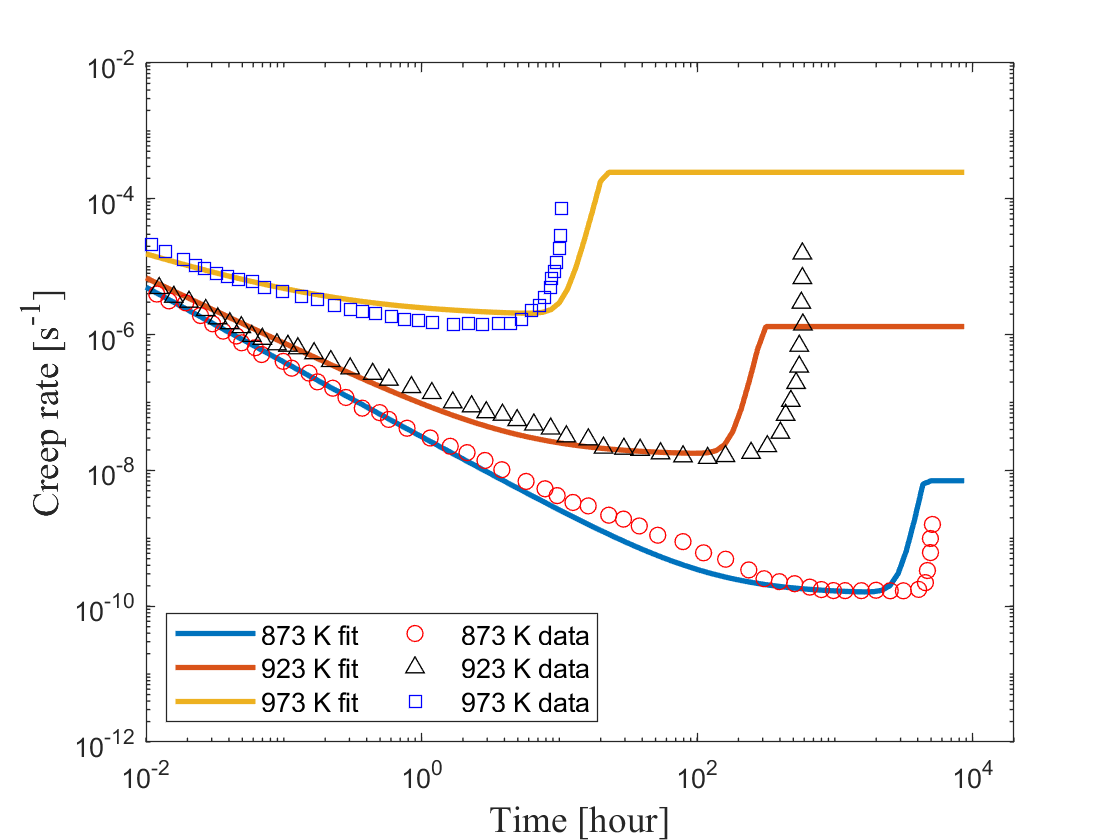 10^-2
10^-4
10^-6
10^-8
10^-10
10^-12
Creep rate [s^-1]
873 K fit 873 K data
923 K fit 923 K data
973 K fit 973 K data
10^-2 10^0 10^2 10^4
Time [hour]